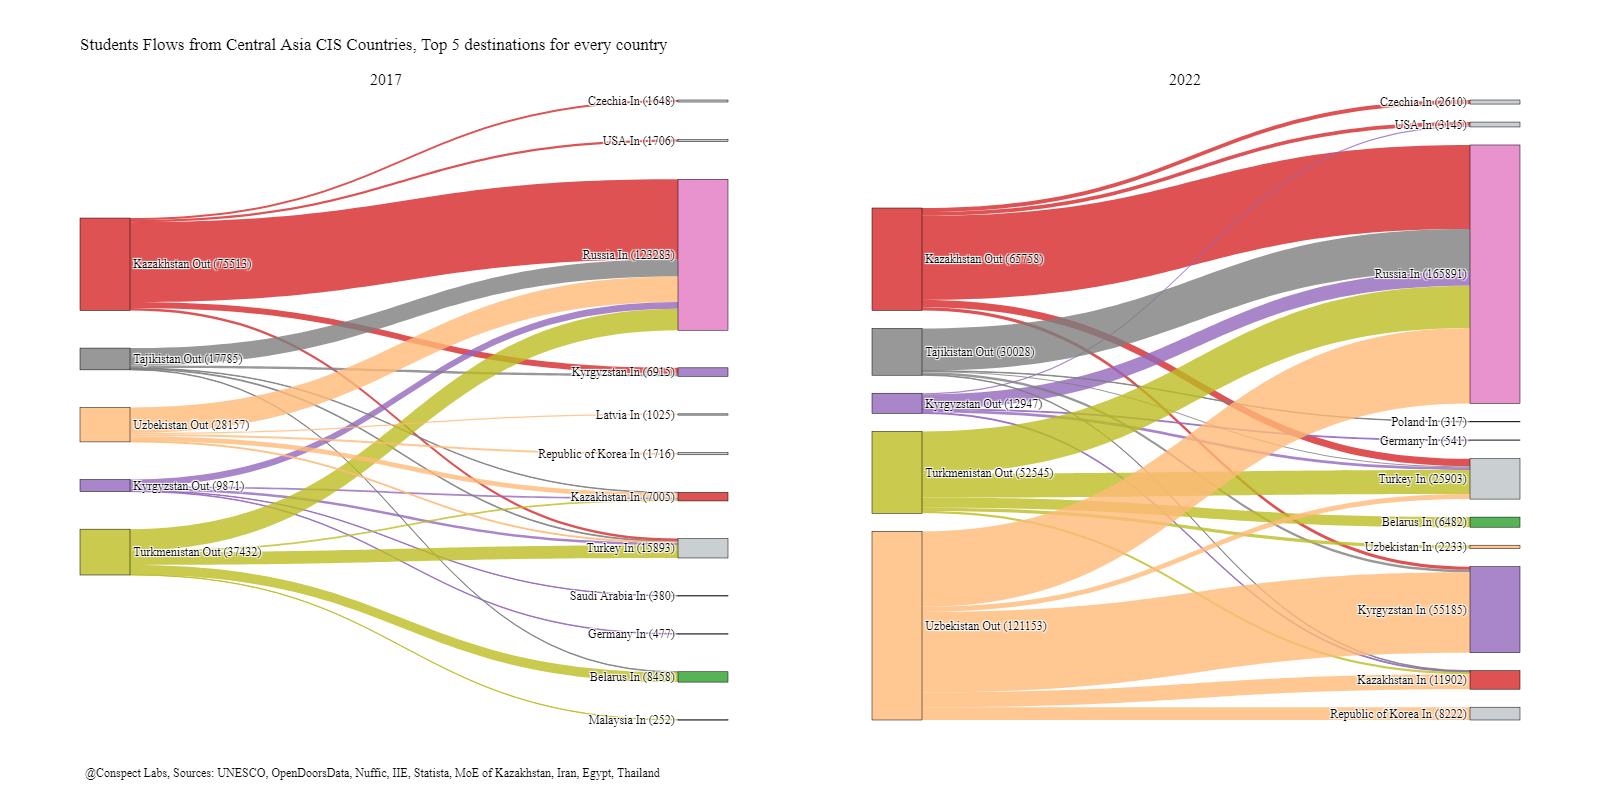 Students Flows from Central Asia CIS Countries, Top 5 destinations for every country
2017
Czechia In (1648)
USA In (1706)
Kazakhstan Out (75513)
Russia In (123283)
Tajikistan Out (17785)
Kyrgyzstan In (6915)
Uzbekistan Out (28157)
Latvia In (1025)
Republic of Korea In (1716)
Kyrgyzstan Out (9871)
Kazakhstan In (7005)
Turkmenistan Out (37432)
Turkey In (15893)
Saudi Arabia In (380)
Germany In (477)
Belarus In (8458)
Malaysia In (252)
2022
Czechia In (2610)
USA In (3145)
Kazakhstan Out (65758)
Russia In (165891)
Tajikistan Out (30028)
Kyrgyzstan Out (12947)
Poland In (317)
Germany In (541)
Turkmenistan Out (52545)
Turkey In (25903)
Belarus In (6482)
Uzbekistan In (2233)
Kyrgyzstan In (55185)
Uzbekistan Out (121153)
Kazakhstan In (11902)
Republic of Korea In (8222)
@Conspect Labs, Sources: UNESCO, OpenDoorsData, Nuffic, IIE, Statista, MoE of Kazakhstan, Iran, Egypt, Thailand